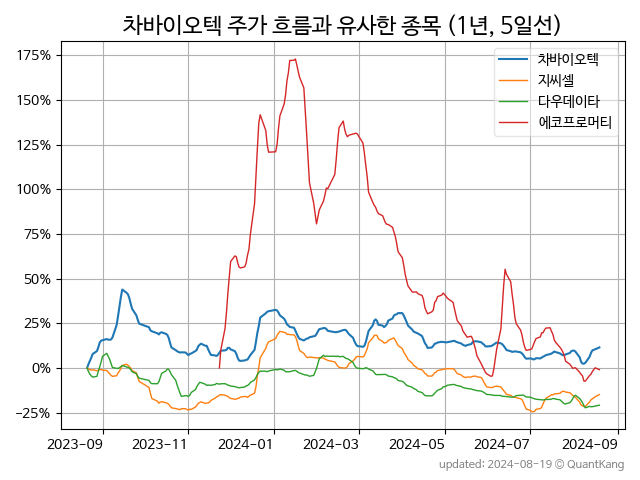 차바이오텍 주가 흐름과 유사한 종목 (1년, 5일선)
175%
150%
125%
100%
75%
50%
25%
0%
−25%
차바이오텍
지씨셀
다우데이타
에코프로머티
2023-09 2023-11 2024-01 2024-03 2024-05 2024-07 2024-09
updated: 2024-08-19 © QuantKang